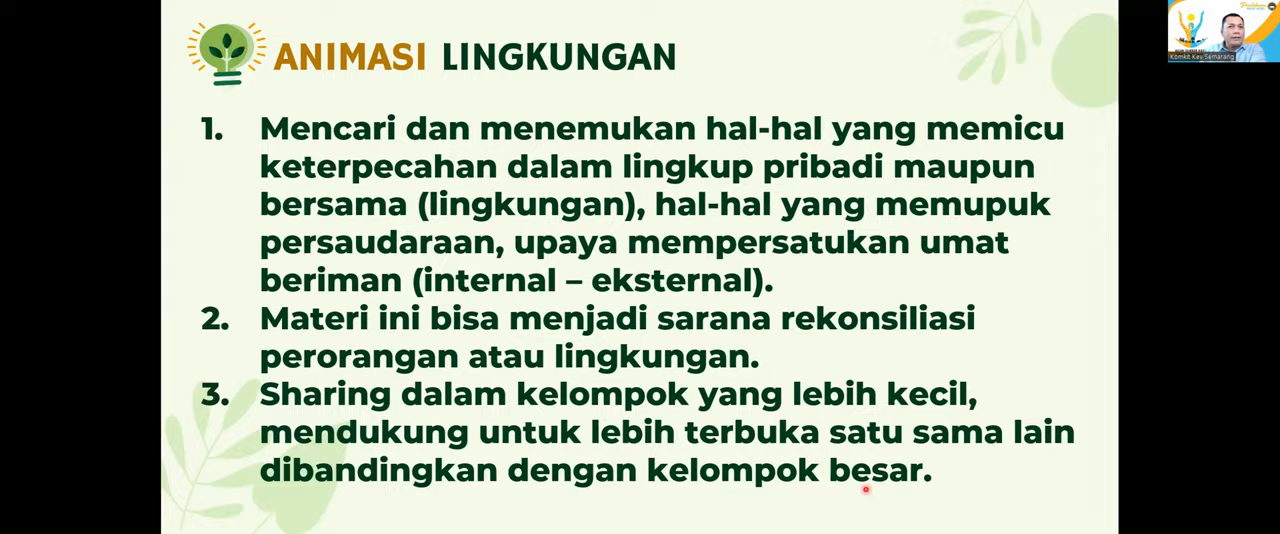 ANIMASI LINGKUNGAN
1. Mencari dan menemukan hal-hal yang memicu
keterpecahan dalam lingkup pribadi maupun
bersama (lingkungan), hal-hal yang memupuk
persaudaraan, upaya mempersatukan umat
beriman (internal – eksternal).
2. Materi ini bisa menjadi sarana rekonsiliasi
perorangan atau lingkungan.
3. Sharing dalam kelompok yang lebih kecil,
mendukung untuk lebih terbuka satu sama lain
dibandingkan dengan kelompok besar.
Komkit Kev Semarang